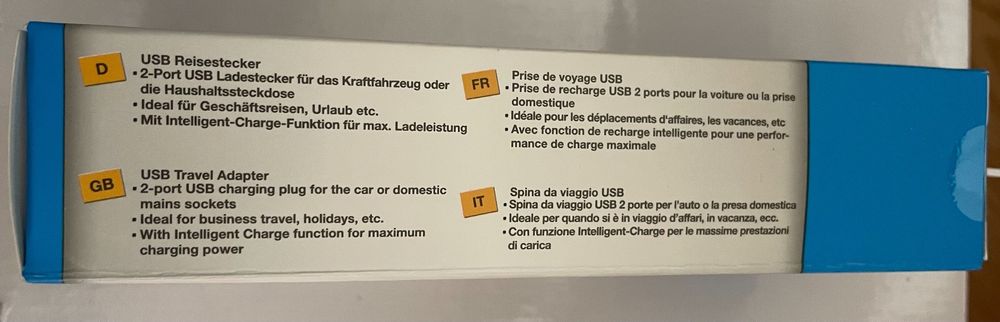 D
USB Reisestecker
• 2-Port USB Ladestecker für das Kraftfahrzeug oder
die Haushaltssteckdose
• Ideal für Geschäftsreisen, Urlaub etc.
• Mit Intelligent-Charge-Funktion für max. Ladeleistung
GB
USB Travel Adapter
• 2-port USB charging plug for the car or domestic
mains sockets
• Ideal for business travel, holidays, etc.
• With Intelligent Charge function for maximum
charging power
FR
Prise de voyage USB
• Prise de recharge USB 2 ports pour la voiture ou la prise
domestique
• Idéale pour les déplacements d'affaires, les vacances, etc
• Avec fonction de recharge intelligente pour une perfor-
mance de charge maximale
IT
Spina da viaggio USB
• Spina da viaggio USB 2 porte per l'auto o la presa domestica
• Ideale per quando si è in viaggio d'affari, in vacanza, ecc.
• Con funzione Intelligent-Charge per le massime prestazioni
di carica